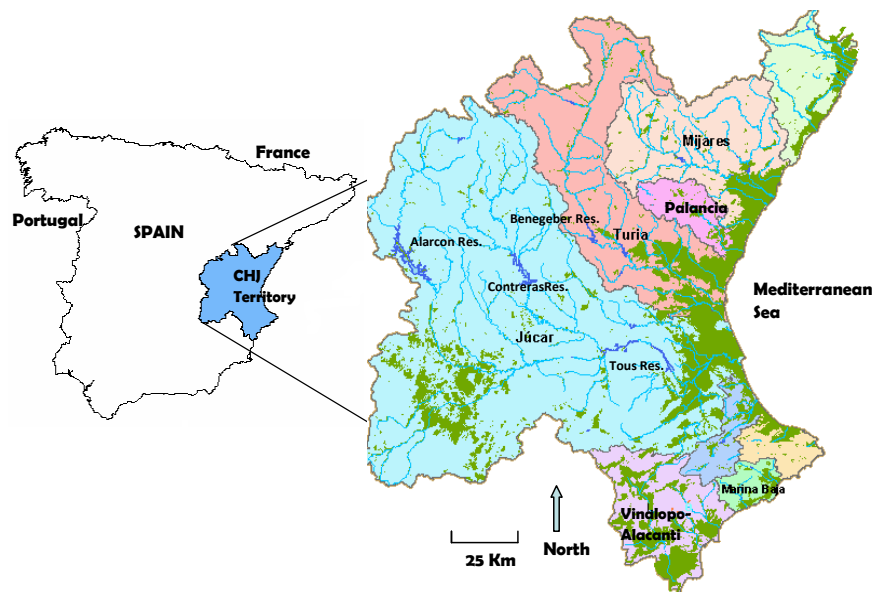 France
Portugal
SPAIN
CHJ
Territory
Mijares
Palancia
Benegeber Res.
Turia
Alarcon Res.
ContrerasRes.
Mediterranean
Sea
Júcar
Tous Res.
Marina Baja
Vinalopo-
Alacanti
25 Km
North